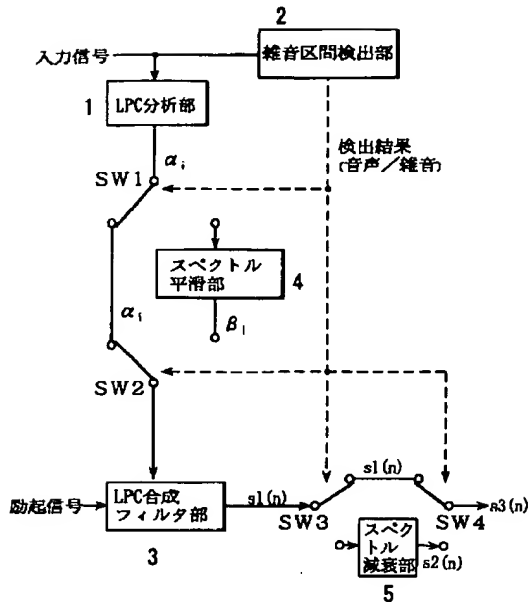 2
入力信号
雑音区間検出部
1
LPC分析部
検出結果
(音声／雑音)
αi
SW1
スペクトル
平滑部
4
αi
βi
SW2
励起信号
LPC合成
フィルタ部
s1(n)
s1(n)
SW3
SW4
s3(n)
3
スペク
トル
減衰部
s2(n)
5